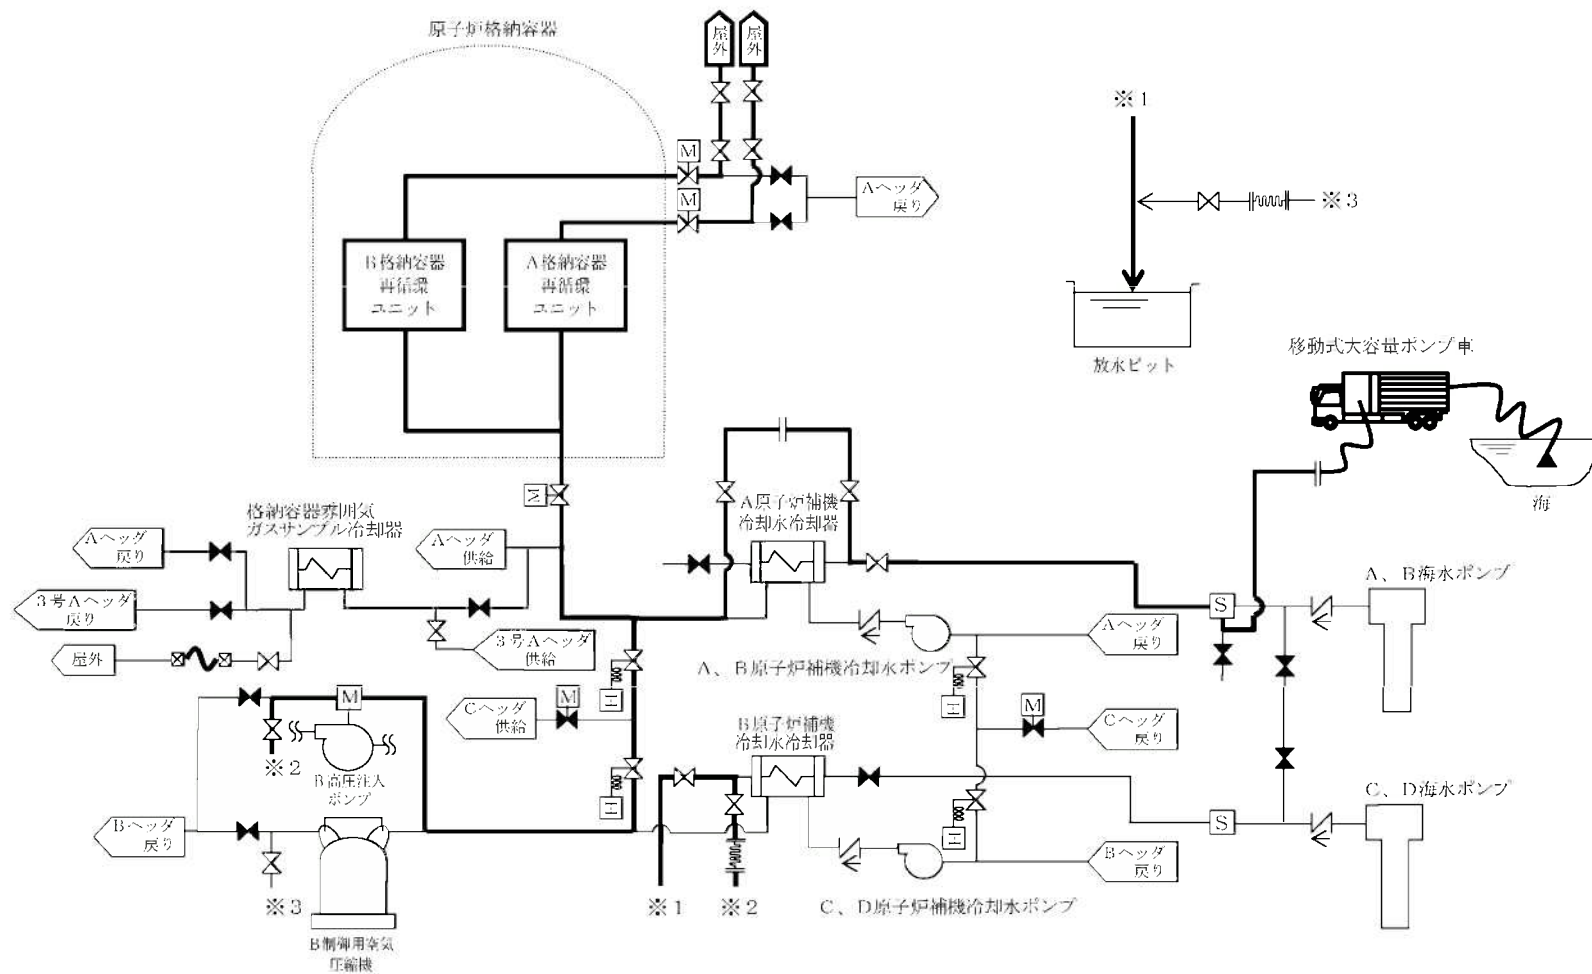 原子炉格納容器
屋外
屋外
※1
M
M
Aヘッダ
戻り
※3
B格納容器
再循環
ユニット
A格納容器
再循環
ユニット
放水ピット
移動式大容量ポンプ車
海
M
格納容器雰囲気
ガスサンプル冷却器
A原子炉補機
冷却水冷却器
Aヘッダ
戻り
Aヘッダ
供給
A、B海水ポンプ
3号Aヘッダ
戻り
S
屋外
3号Aヘッダ
供給
Aヘッダ
戻り
A、B原子炉補機冷却水ポンプ
H
H
M
M
M
Cヘッダ
供給
Cヘッダ
戻り
B原子炉補機
冷却水冷却器
※2
B高圧注入
ポンプ
C、D海水ポンプ
H
H
S
Bヘッダ
戻り
Bヘッダ
戻り
※3
※1
※2
C、D原子炉補機冷却水ポンプ
B制御用空気
圧縮機